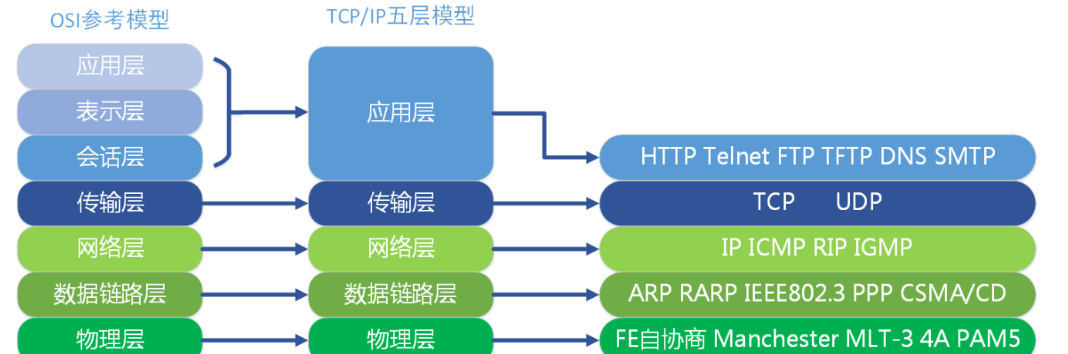 OSI参考模型
TCP/IP五层模型
应用层
表示层
会话层
传输层
网络层
数据链路层
物理层
应用层
传输层
网络层
数据链路层
物理层
HTTP Telnet FTP TFTP DNS SMTP
TCP UDP
IP ICMP RIP IGMP
ARP RARP IEEE802.3 PPP CSMA/CD
FE自协商 Manchester MLT-3 4A PAM5